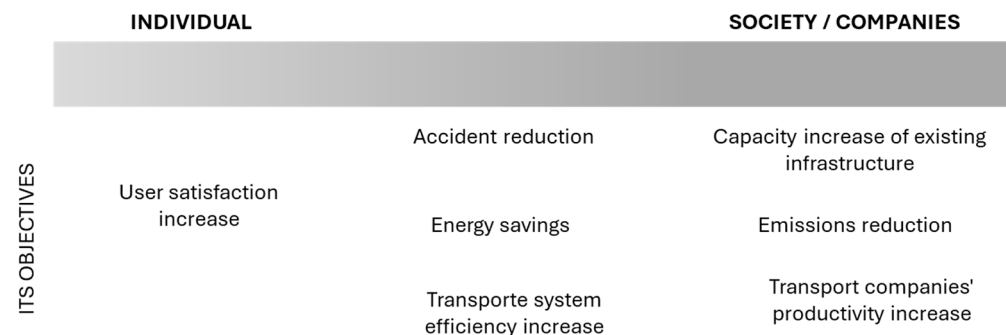 INDIVIDUAL
SOCIETY / COMPANIES
ITS OBJECTIVES
User satisfaction
increase
Accident reduction
Energy savings
Transporte system
efficiency increase
Capacity increase of existing
infrastructure
Emissions reduction
Transport companies'
productivity increase